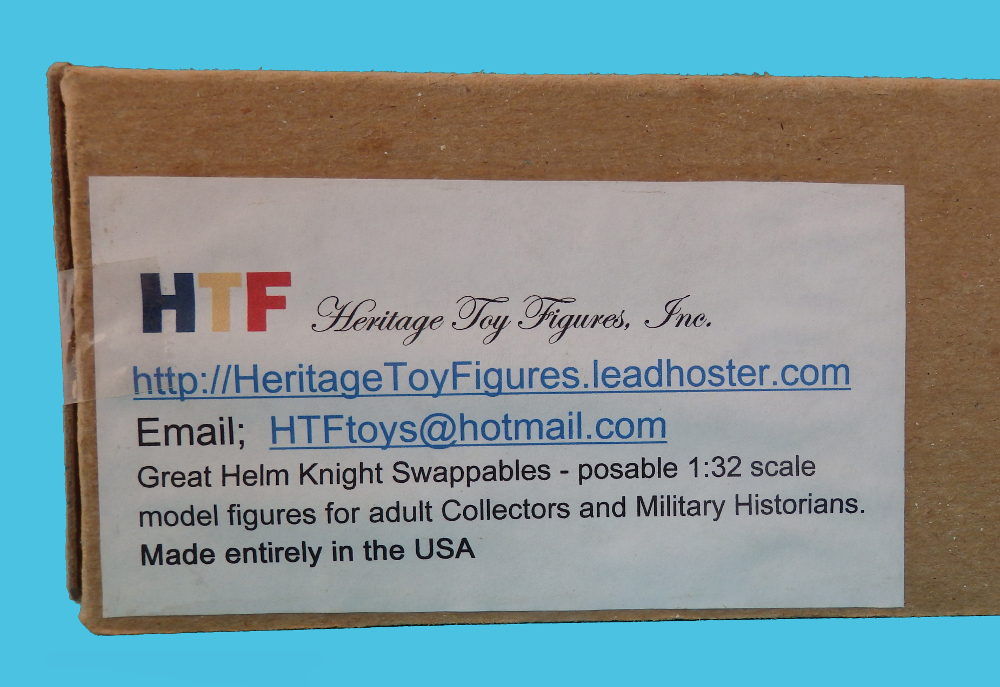 HTF Heritage Toy Figures, Inc.
http://HeritageToyFigures.leadhoster.com
Email; HTFtoys@hotmail.com
Great Helm Knight Swappables - posable 1:32 scale
model figures for adult Collectors and Military Historians.
Made entirely in the USA